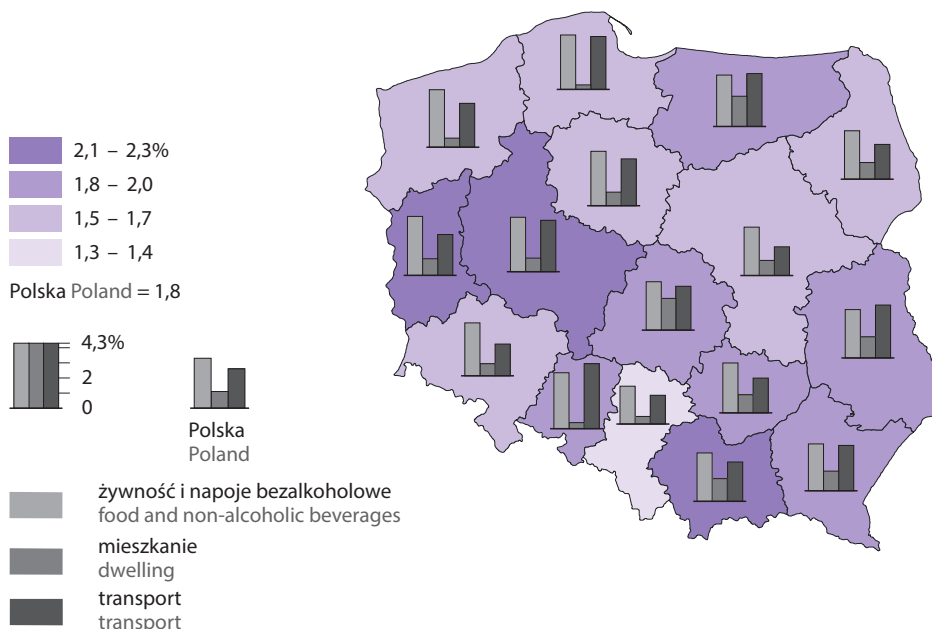 2,1 – 2,3%
1,8 – 2,0
1,5 – 1,7
1,3 – 1,4
Polska Poland = 1,8
4,3%
2
0
Polska
Poland
żywność i napoje bezalkoholowe
food and non-alcoholic beverages
mieszkanie
dwelling
transport
transport